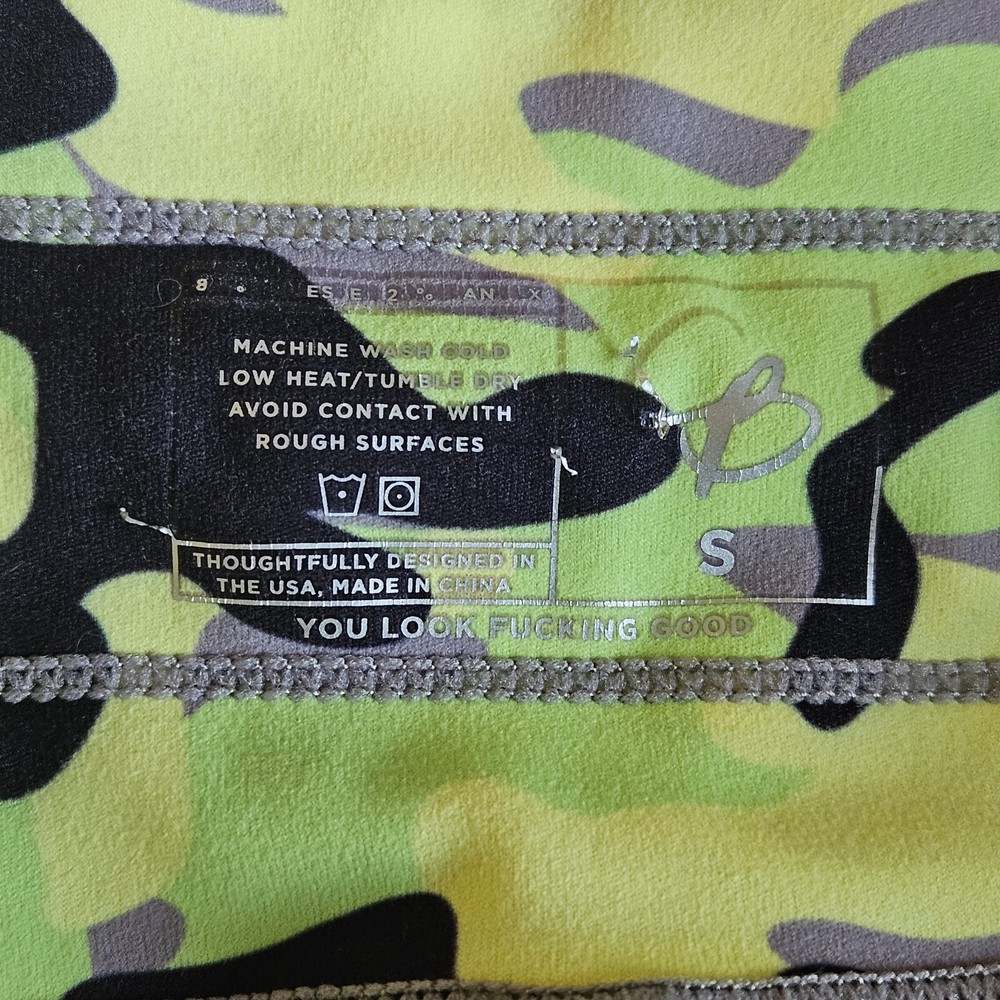 MACHINE WASH COLD
LOW HEAT/TUMBLE DRY
AVOID CONTACT WITH
ROUGH SURFACES
THOUGHTFULLY DESIGNED IN
THE USA, MADE IN CHINA
S
YOU LOOK FUCKING GOOD